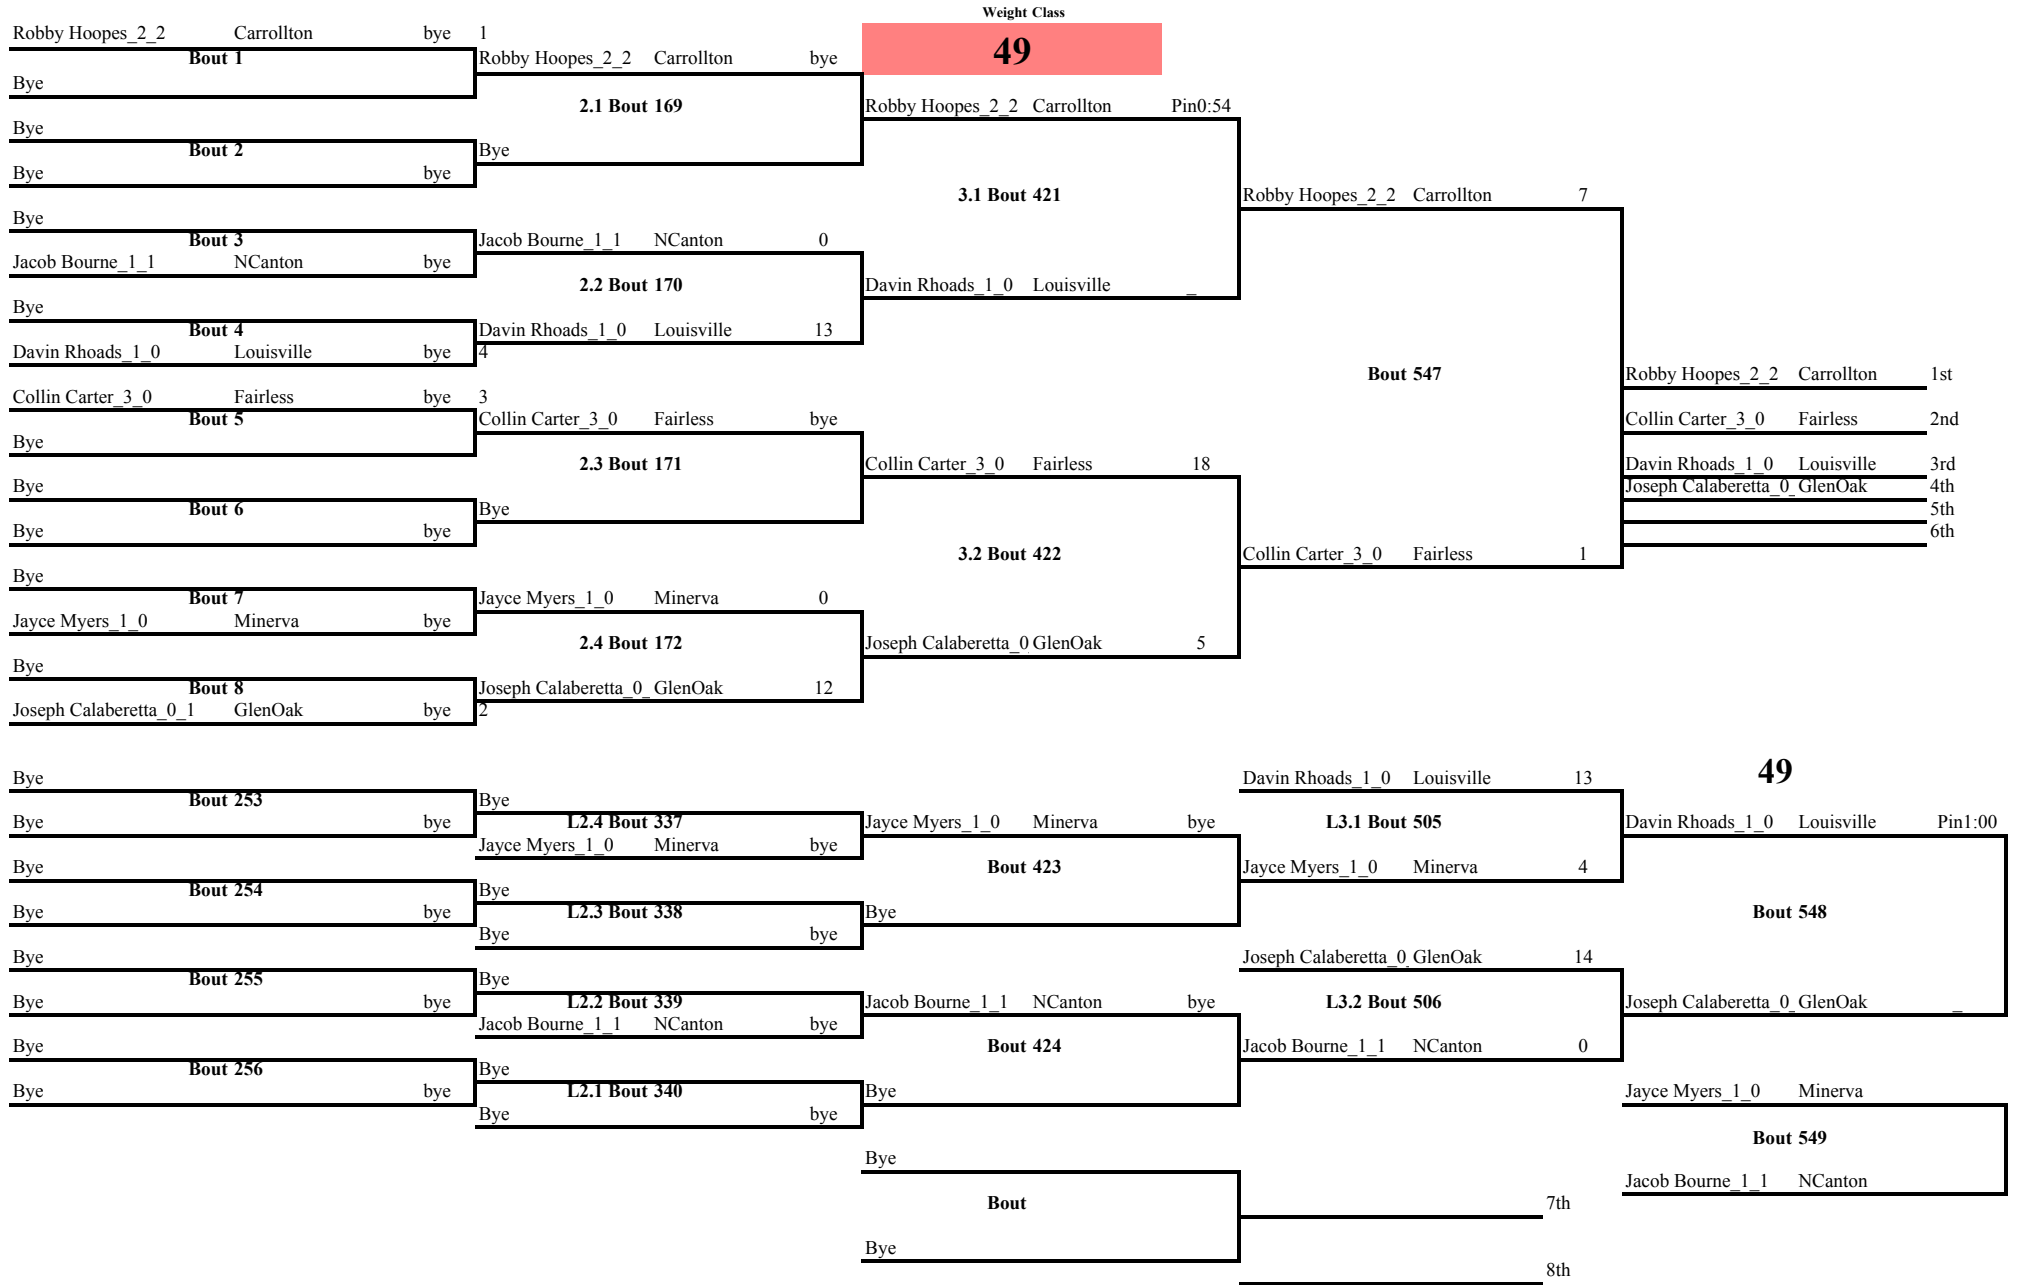 Weight Class
Robby Hoopes_2_2 Carrollton bye 1
49
Bout 1 Robby Hoopes_2_2 Carrollton bye
Bye
2.1 Bout 169 Robby Hoopes_2_2 Carrollton Pin0:54
Bye
Bout 2 Bye
Bye bye
3.1 Bout 421 Robby Hoopes_2_2 Carrollton 7
Bye
Bout 3 Jacob Bourne_1_1 NCanton 0
Jacob Bourne_1_1 NCanton bye
2.2 Bout 170 Davin Rhoads_1_0 Louisville _
Bye
Bout 4 Davin Rhoads_1_0 Louisville 13
Davin Rhoads_1_0 Louisville bye 4
Bout 547 Robby Hoopes_2_2 Carrollton 1st
Collin Carter_3_0 Fairless bye 3
Bout 5 Collin Carter_3_0 Fairless bye Collin Carter_3_0 Fairless 2nd
Bye
2.3 Bout 171 Collin Carter_3_0 Fairless 18 Davin Rhoads_1_0 Louisville 3rd
Bye Joseph Calaberetta_0_ GlenOak 4th
Bout 6 Bye 5th
Bye bye 6th
3.2 Bout 422 Collin Carter_3_0 Fairless 1
Bye
Bout 7 Jayce Myers_1_0 Minerva 0
Jayce Myers_1_0 Minerva bye
2.4 Bout 172 Joseph Calaberetta_0 GlenOak 5
Bye
Bout 8 Joseph Calaberetta_0_ GlenOak 12
Joseph Calaberetta_0_1 GlenOak bye 2
49
Bye Davin Rhoads_1_0 Louisville 13
Bout 253 Bye
Bye bye L2.4 Bout 337 Jayce Myers_1_0 Minerva bye L3.1 Bout 505 Davin Rhoads_1_0 Louisville Pin1:00
Jayce Myers_1_0 Minerva bye
Bye Bout 423 Jayce Myers_1_0 Minerva 4
Bout 254 Bye
Bye bye L2.3 Bout 338 Bye Bout 548
Bye bye
Bye Joseph Calaberetta_0_ GlenOak 14
Bout 255 Bye
Bye bye L2.2 Bout 339 Jacob Bourne_1_1 NCanton bye L3.2 Bout 506 Joseph Calaberetta_0_ GlenOak _
Jacob Bourne_1_1 NCanton bye
Bye Bout 424 Jacob Bourne_1_1 NCanton 0
Bout 256 Bye
Bye bye L2.1 Bout 340 Bye Jayce Myers_1_0 Minerva
Bye bye
Bout 549
Bye
Jacob Bourne_1_1 NCanton
Bout 7th
Bye
8th